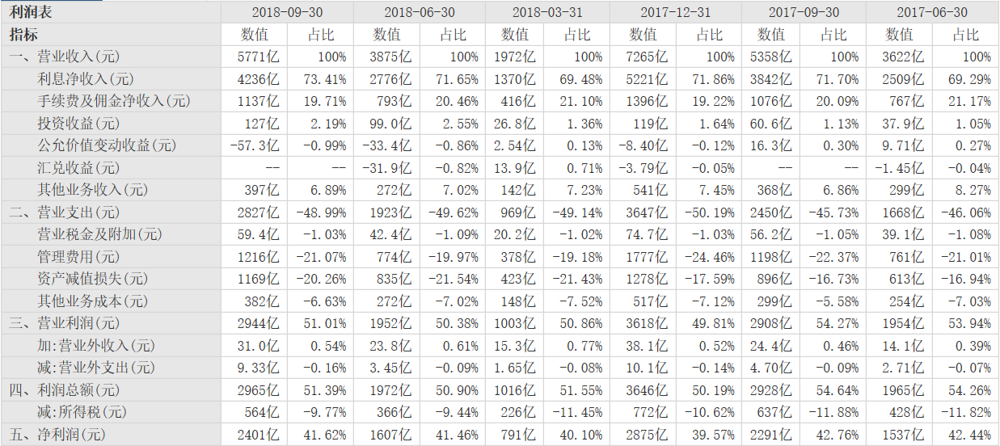 利润表 2018-09-30 2018-06-30 2018-03-31 2017-12-31 2017-09-30 2017-06-30
指标 数值 占比 数值 占比 数值 占比 数值 占比 数值 占比 数值 占比
一、营业收入(元) 5771亿 100% 3875亿 100% 1972亿 100% 7265亿 100% 5358亿 100% 3622亿 100%
利息净收入(元) 4236亿 73.41% 2776亿 71.65% 1370亿 69.48% 5221亿 71.86% 3842亿 71.70% 2509亿 69.29%
手续费及佣金净收入(元) 1137亿 19.71% 793亿 20.46% 416亿 21.10% 1396亿 19.22% 1076亿 20.09% 767亿 21.17%
投资收益(元) 127亿 2.19% 99.0亿 2.55% 26.8亿 1.36% 119亿 1.64% 60.6亿 1.13% 37.9亿 1.05%
公允价值变动收益(元) -57.3亿 -0.99% -33.4亿 -0.86% 2.54亿 0.13% -8.40亿 -0.12% 16.3亿 0.30% 9.71亿 0.27%
汇兑收益(元) -- -- -31.9亿 -0.82% 13.9亿 0.71% -3.79亿 -0.05% -- -- -1.45亿 -0.04%
其他业务收入(元) 397亿 6.89% 272亿 7.02% 142亿 7.23% 541亿 7.45% 368亿 6.86% 299亿 8.27%
二、营业支出(元) 2827亿 -48.99% 1923亿 -49.62% 969亿 -49.14% 3647亿 -50.19% 2450亿 -45.73% 1668亿 -46.06%
营业税金及附加(元) 59.4亿 -1.03% 42.4亿 -1.09% 20.2亿 -1.02% 74.7亿 -1.03% 56.2亿 -1.05% 39.1亿 -1.08%
管理费用(元) 1216亿 -21.07% 774亿 -19.97% 378亿 -19.18% 1777亿 -24.46% 1198亿 -22.37% 761亿 -21.01%
资产减值损失(元) 1169亿 -20.26% 835亿 -21.54% 423亿 -21.43% 1278亿 -17.59% 896亿 -16.73% 613亿 -16.94%
其他业务成本(元) 382亿 -6.63% 272亿 -7.02% 148亿 -7.52% 517亿 -7.12% 299亿 -5.58% 254亿 -7.03%
三、营业利润(元) 2944亿 51.01% 1952亿 50.38% 1003亿 50.86% 3618亿 49.81% 2908亿 54.27% 1954亿 53.94%
加:营业外收入(元) 31.0亿 0.54% 23.8亿 0.61% 15.3亿 0.77% 38.1亿 0.52% 24.4亿 0.46% 14.1亿 0.39%
减:营业外支出(元) 9.33亿 -0.16% 3.45亿 -0.09% 1.65亿 -0.08% 10.1亿 -0.14% 4.70亿 -0.09% 2.71亿 -0.07%
四、利润总额(元) 2965亿 51.39% 1972亿 50.90% 1016亿 51.55% 3646亿 50.19% 2928亿 54.64% 1965亿 54.26%
减:所得税(元) 564亿 -9.77% 366亿 -9.44% 226亿 -11.45% 772亿 -10.62% 637亿 -11.88% 428亿 -11.82%
五、净利润(元) 2401亿 41.62% 1607亿 41.46% 791亿 40.10% 2875亿 39.57% 2291亿 42.76% 1537亿 42.44%